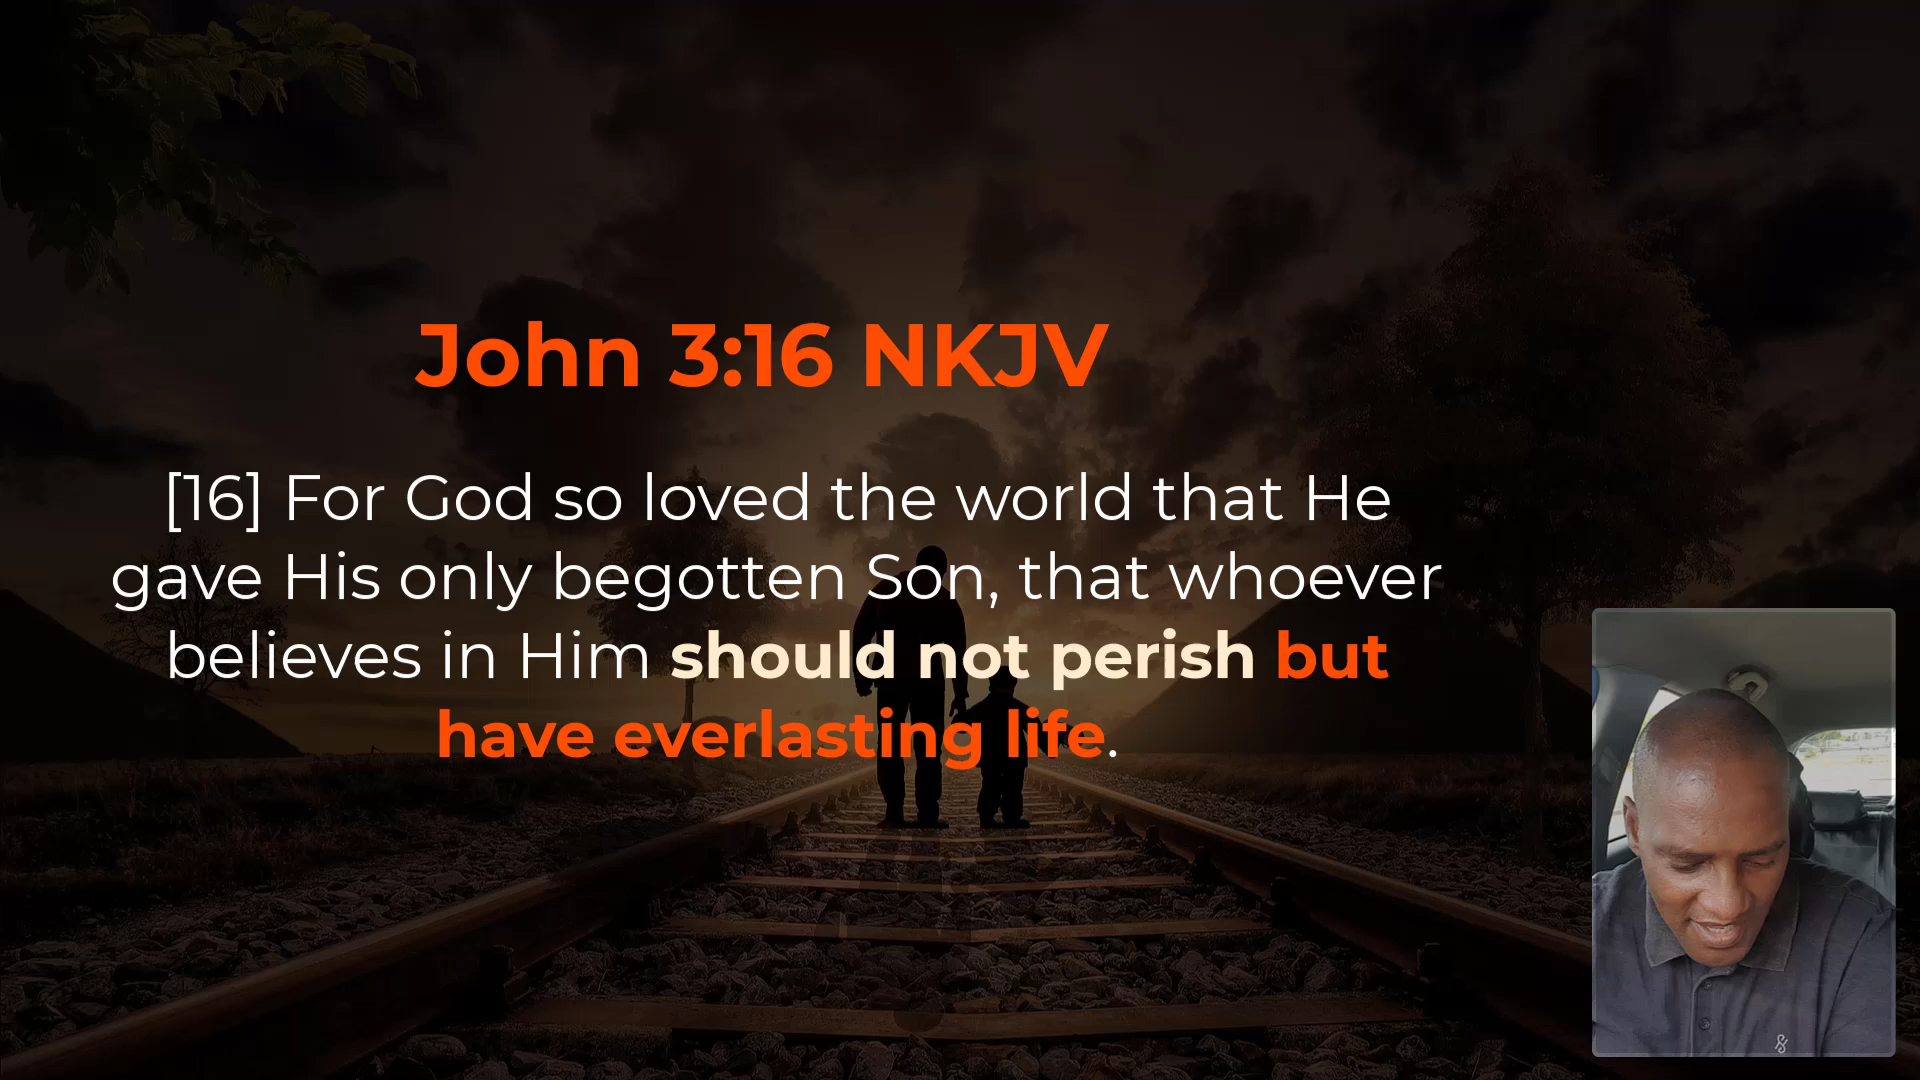 John 3:16 NKJV
[16] For God so loved the world that He
gave His only begotten Son, that whoever
believes in Him should not perish but
have everlasting life.